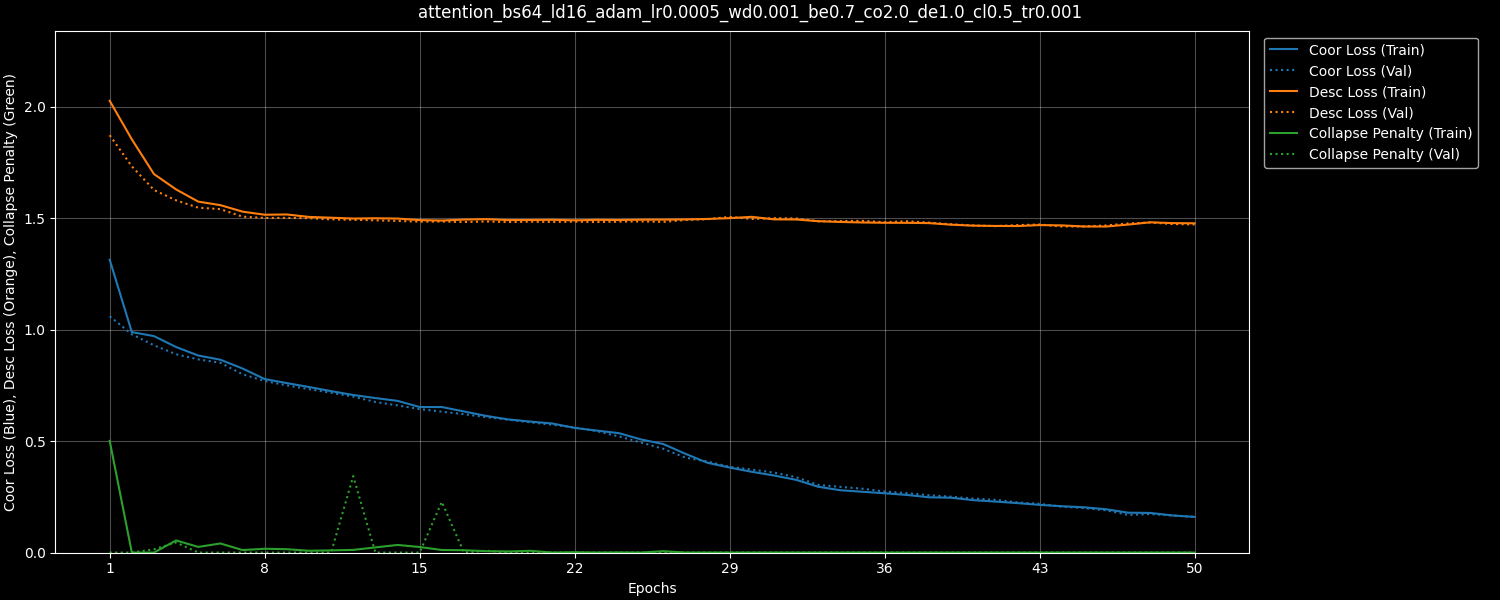 attention_bs64_ld16_adam_lr0.0005_wd0.001_be0.7_co2.0_de1.0_cl0.5_tr0.001
Coor Loss (Blue), Desc Loss (Orange), Collapse Penalty (Green)
2.0
1.5
1.0
0.5
0.0
1 8 15 22 29 36 43 50
Epochs
Coor Loss (Train)
Coor Loss (Val)
Desc Loss (Train)
Desc Loss (Val)
Collapse Penalty (Train)
Collapse Penalty (Val)